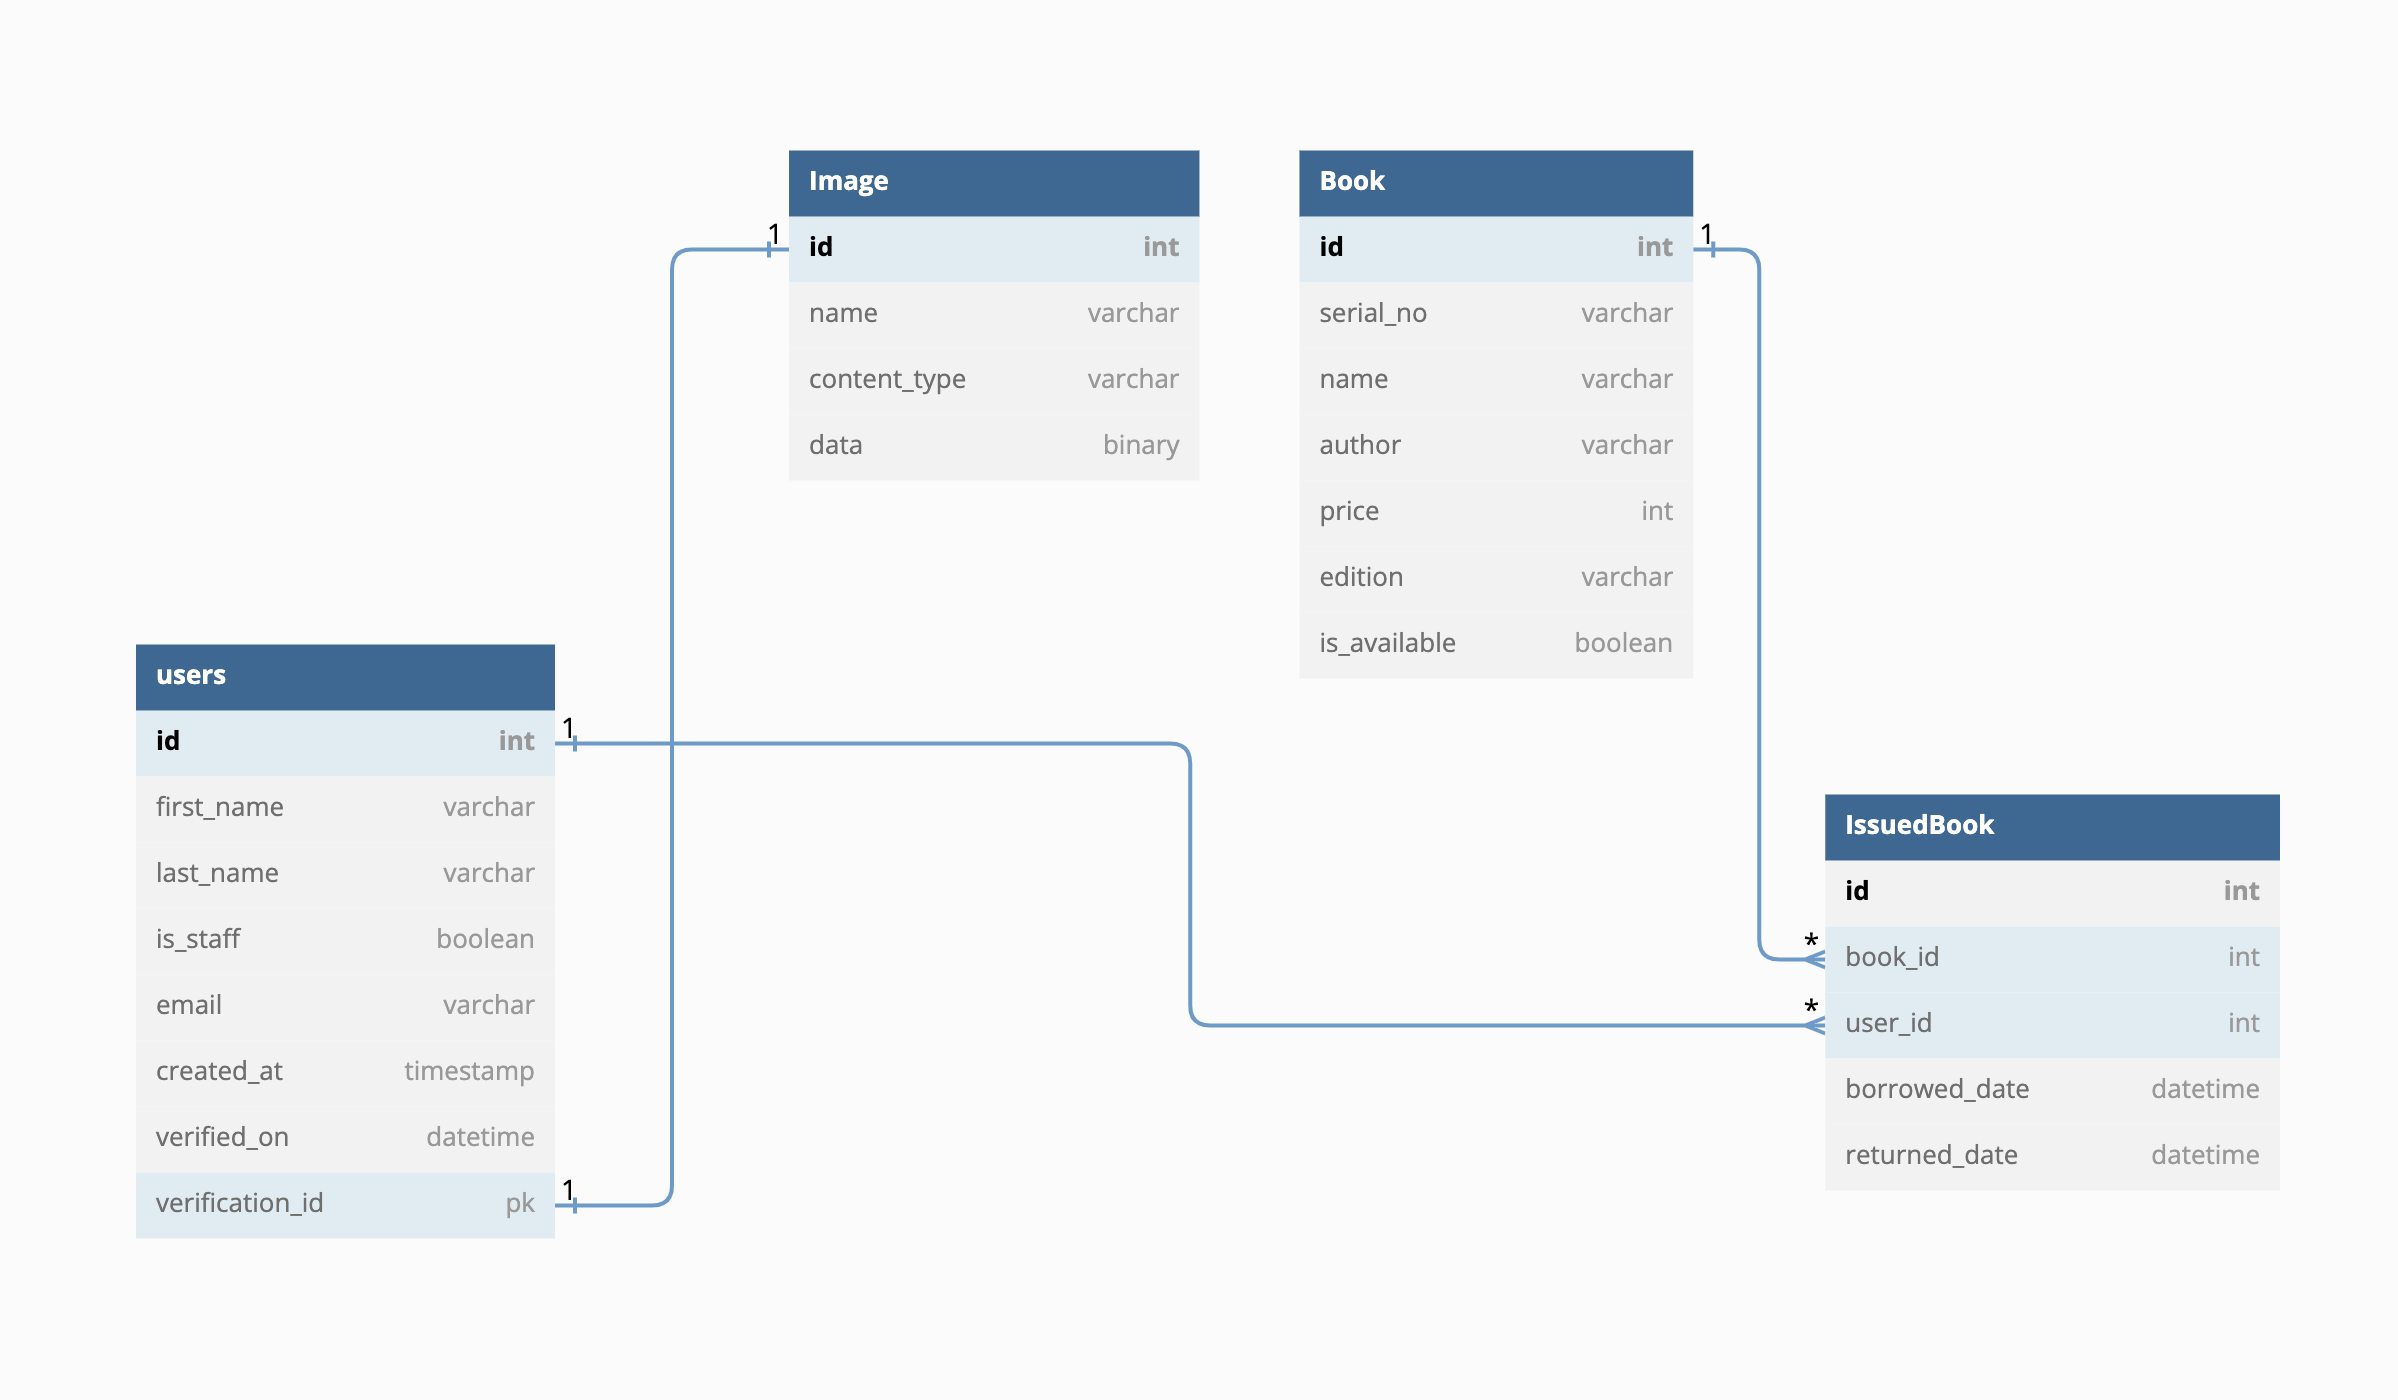 Image
id int
name varchar
content_type varchar
data binary
Book
id int
serial_no varchar
name varchar
author varchar
price int
edition varchar
is_available boolean
users
id int
first_name varchar
last_name varchar
is_staff boolean
email varchar
created_at timestamp
verified_on datetime
verification_id pk
IssuedBook
id int
book_id int
user_id int
borrowed_date datetime
returned_date datetime
1
1
1
1
*
*